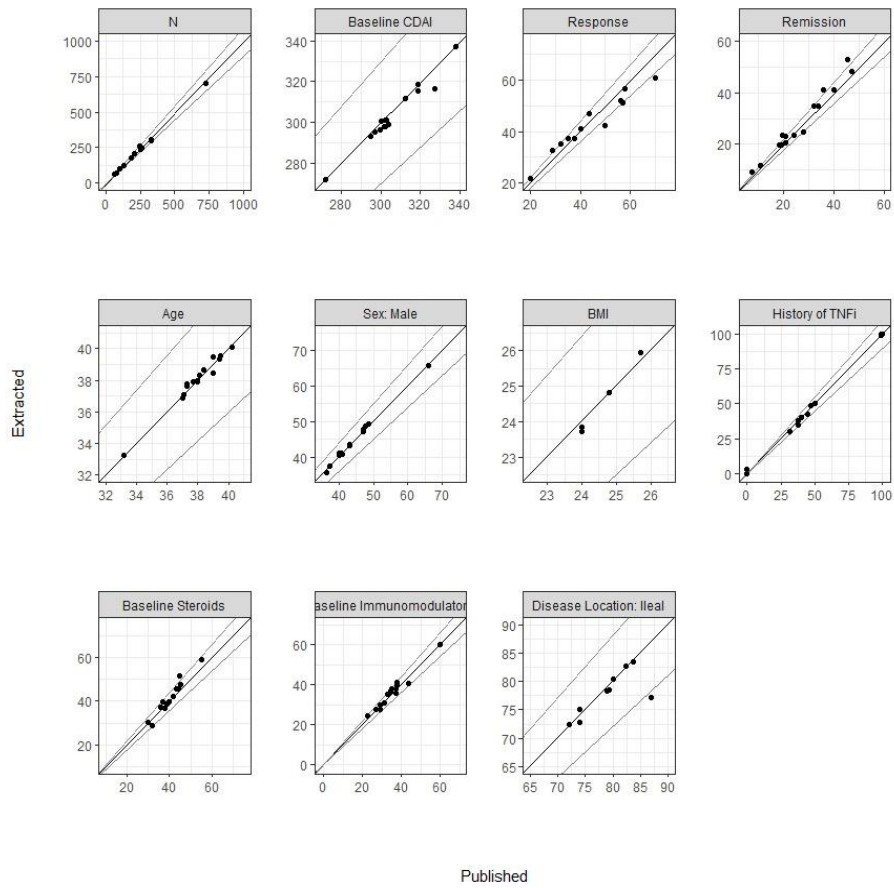 N
Baseline CDAI
Response
Remission
1000
750
500
250
0
0 250 500 750 1000
340
320
300
280
280 300 320 340
60
40
20
20 40 60
60
40
20
20 40 60
Extracted
Age
Sex: Male
BMI
History of TNFi
40
38
36
34
32
32 34 36 38 40
70
60
50
40
40 50 60 70
26
25
24
23
23 24 25 26
100
75
50
25
0
0 25 50 75 100
Baseline Steroids
aseline Immunomodulator
Disease Location: Ileal
60
40
20
20 40 60
60
40
20
0
0 20 40 60
90
85
80
75
70
65
65 70 75 80 85 90
Published